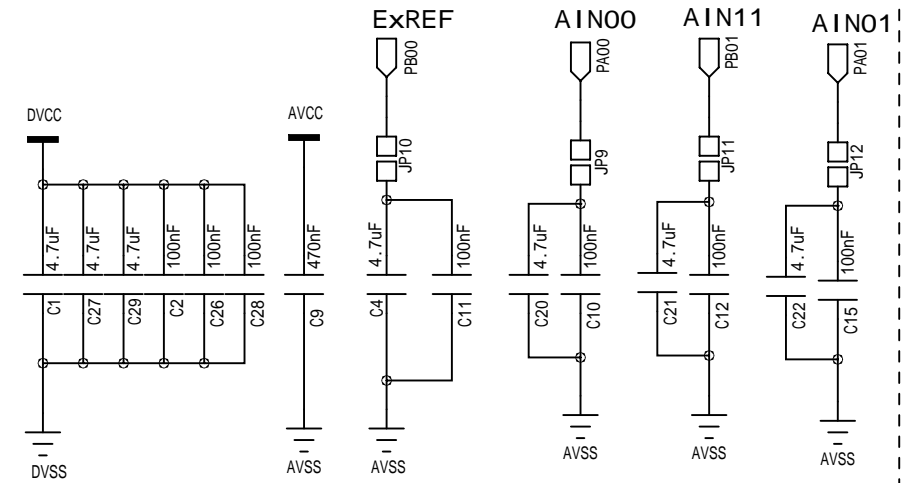 ExREF
AIN00
AIN11
AIN01
PB00
PA00
PB01
PA01
DVCC
AVCC
JP10
JP9
JP11
JP12
4.7uF
4.7uF
4.7uF
100nF
100nF
100nF
470nF
4.7uF
100nF
4.7uF
100nF
4.7uF
100nF
4.7uF
100nF
C1
C27
C29
C2
C26
C28
C9
C4
C11
C20
C10
C21
C12
C22
C15
DVSS
AVSS
AVSS
AVSS
AVSS
AVSS